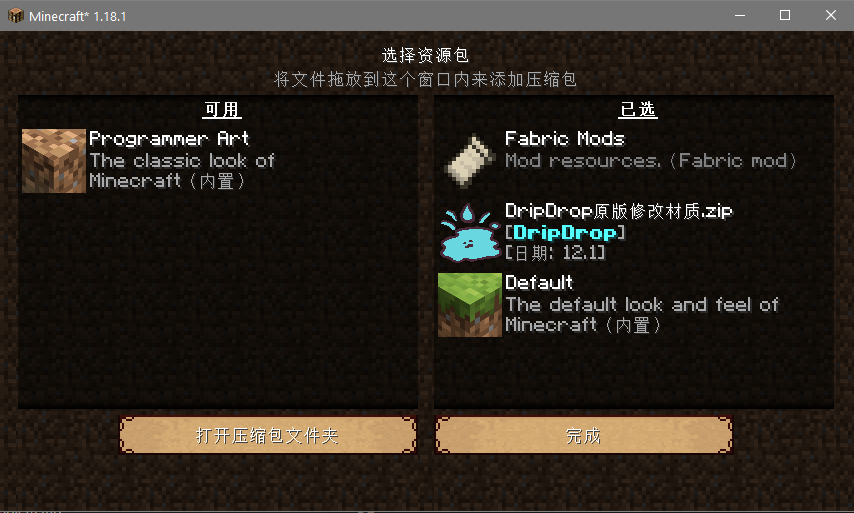 Minecraft* 1.18.1
选择资源包
将文件拖放到这个窗口内来添加压缩包
可用
Programmer Art
The classic look of
Minecraft（内置）
已选
Fabric Mods
Mod resources.（Fabric mod）
DripDrop原版修改材质.zip
[DripDrop]
[日期: 12.1]
Default
The default look and feel of
Minecraft（内置）
打开压缩包文件夹
完成